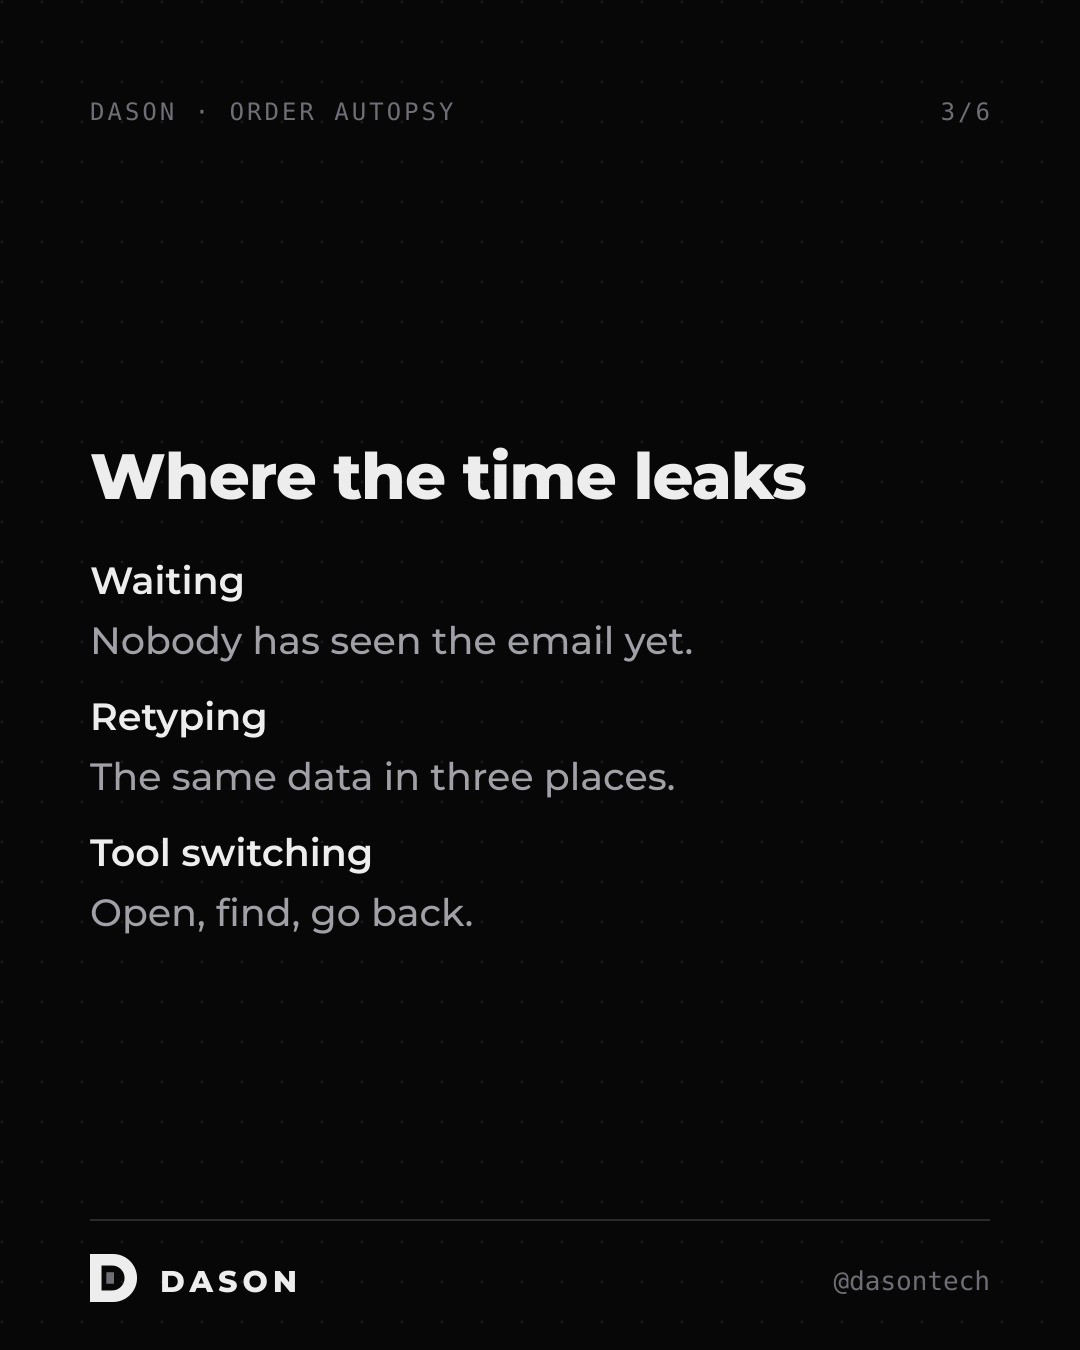 DASON · ORDER AUTOPSY
3/6
Where the time leaks
Waiting
Nobody has seen the email yet.
Retyping
The same data in three places.
Tool switching
Open, find, go back.
DASON
@dasontech